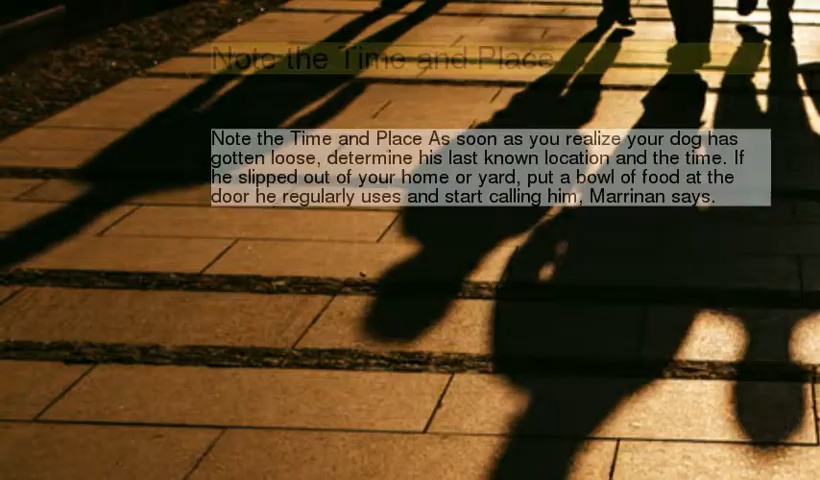 Note the Time and Place
Note the Time and Place As soon as you realize your dog has
gotten loose, determine his last known location and the time. If
he slipped out of your home or yard, put a bowl of food at the
door he regularly uses and start calling him, Marrinan says.